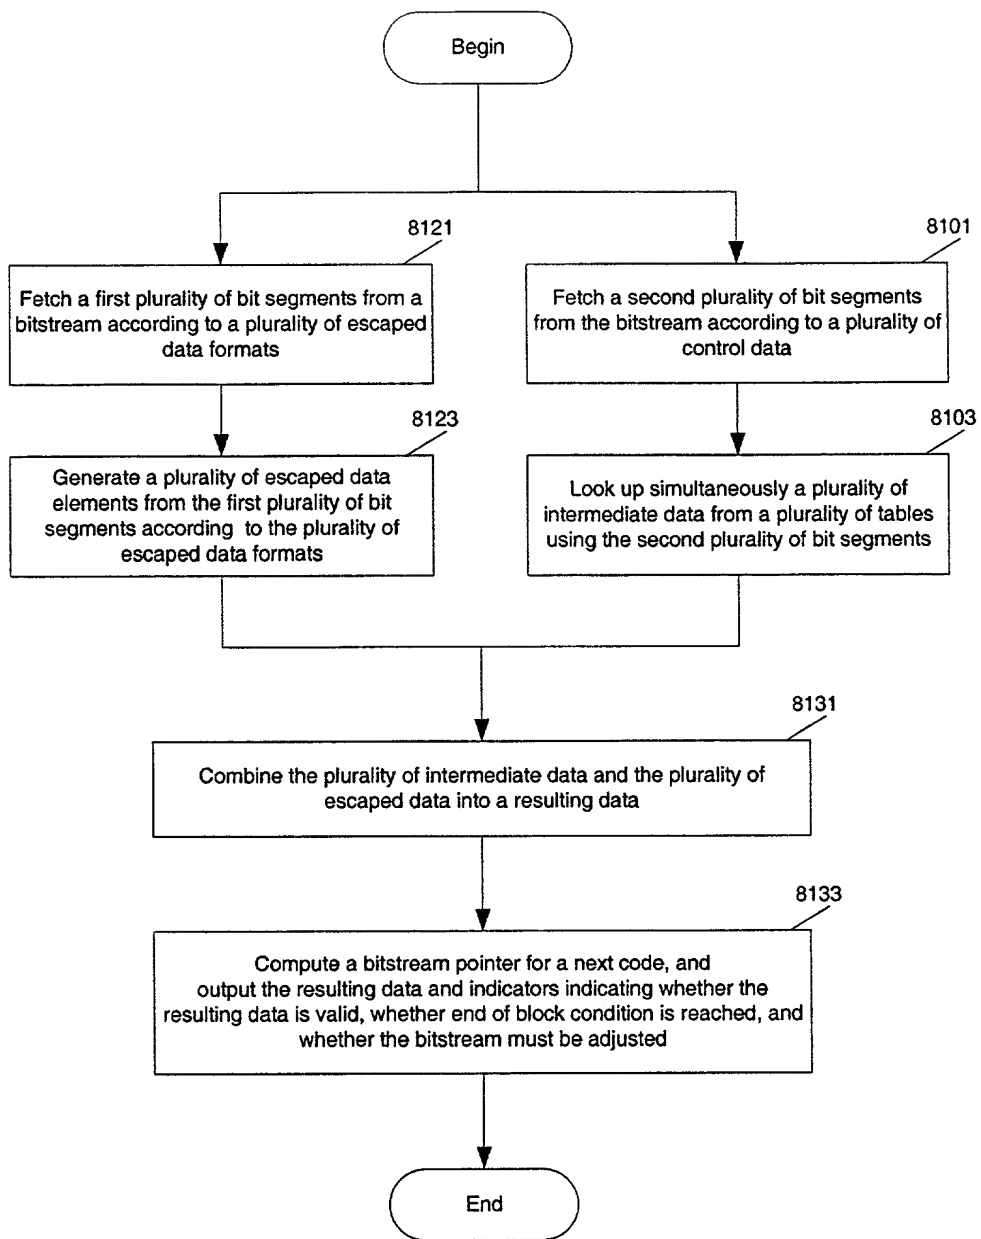 Begin
8121
Fetch a first plurality of bit segments from a
bitstream according to a plurality of escaped
data formats
8101
Fetch a second plurality of bit segments
from the bitstream according to a plurality of
control data
8123
Generate a plurality of escaped data
elements from the first plurality of bit
segments according to the plurality of
escaped data formats
8103
Look up simultaneously a plurality of
intermediate data from a plurality of tables
using the second plurality of bit segments
8131
Combine the plurality of intermediate data and the plurality of
escaped data into a resulting data
8133
Compute a bitstream pointer for a next code, and
output the resulting data and indicators indicating whether the
resulting data is valid, whether end of block condition is reached, and
whether the bitstream must be adjusted
End